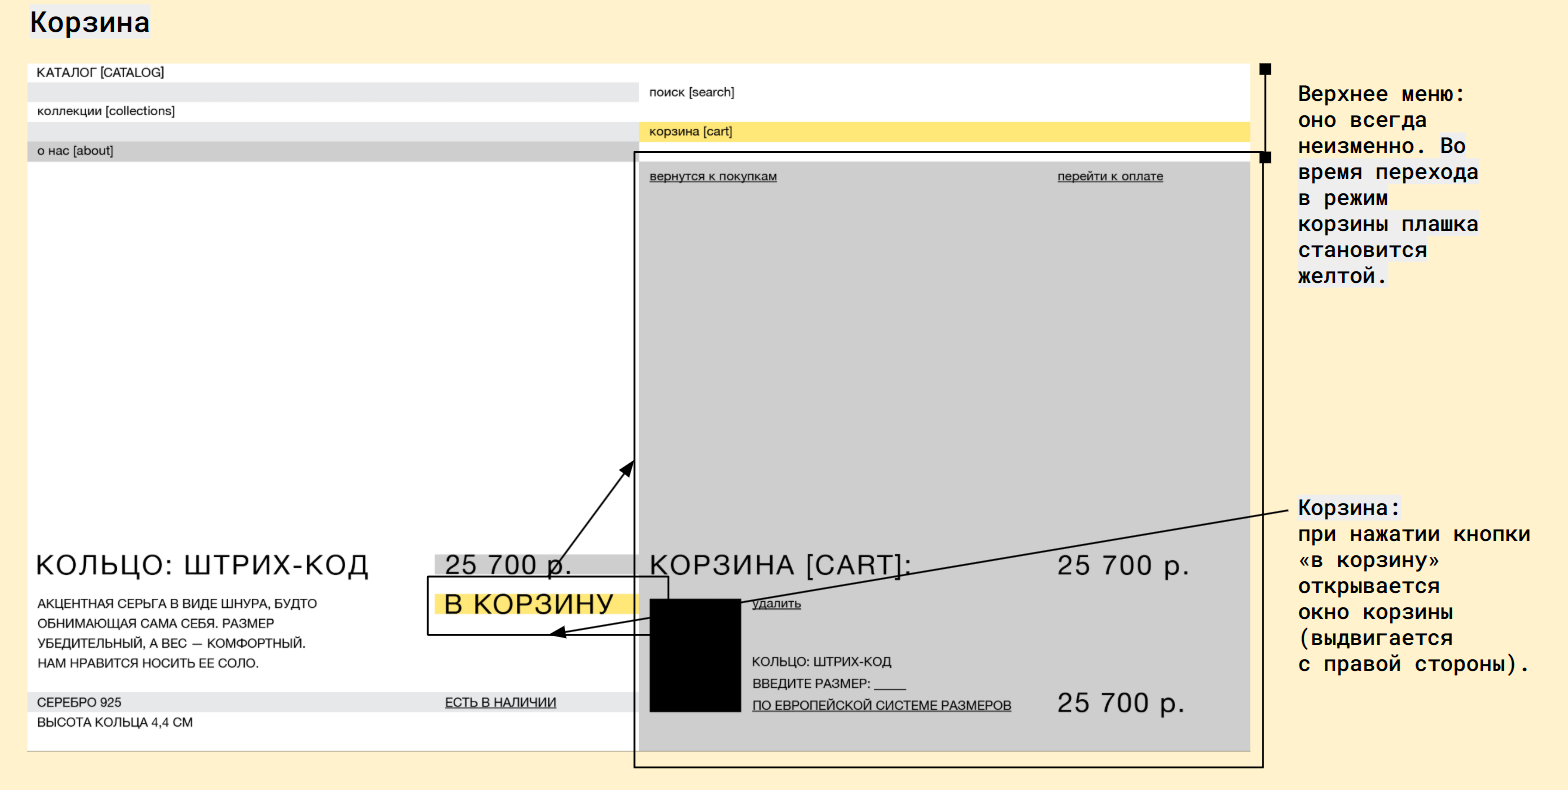 Корзина
КАТАЛОГ [CATALOG]
поиск [search]
коллекции [collections]
корзина [cart]
о нас [about]
вернутся к покупкам
перейти к оплате
КОЛЬЦО: ШТРИХ-КОД
25 700 р.
В КОРЗИНУ
АКЦЕНТНАЯ СЕРЬГА В ВИДЕ ШНУРА, БУДТО
ОБНИМАЮЩАЯ САМА СЕБЯ. РАЗМЕР
УБЕДИТЕЛЬНЫЙ, А ВЕС — КОМФОРТНЫЙ.
НАМ НРАВИТСЯ НОСИТЬ ЕЕ СОЛО.
СЕРЕБРО 925
ЕСТЬ В НАЛИЧИИ
ВЫСОТА КОЛЬЦА 4,4 СМ
КОРЗИНА [CART]:
25 700 р.
удалить
КОЛЬЦО: ШТРИХ-КОД
ВВЕДИТЕ РАЗМЕР: _____
ПО ЕВРОПЕЙСКОЙ СИСТЕМЕ РАЗМЕРОВ
25 700 р.
Верхнее меню:
оно всегда
неизменно. Во
время перехода
в режим
корзины плашка
становится
желтой.
Корзина:
при нажатии кнопки
«в корзину»
открывается
окно корзины
(выдвигается
с правой стороны).